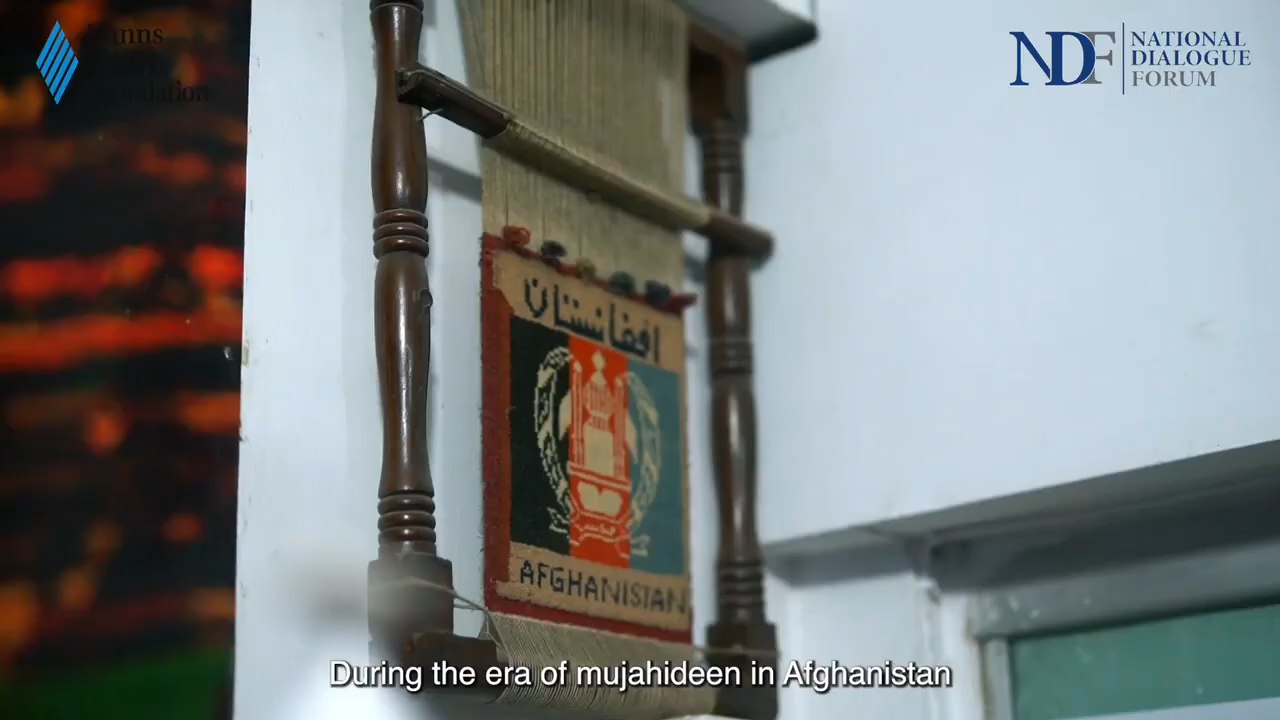 NDF
NATIONAL
DIALOGUE
FORUM
افغانستان
AFGHANISTAN
During the era of mujahideen in Afghanistan